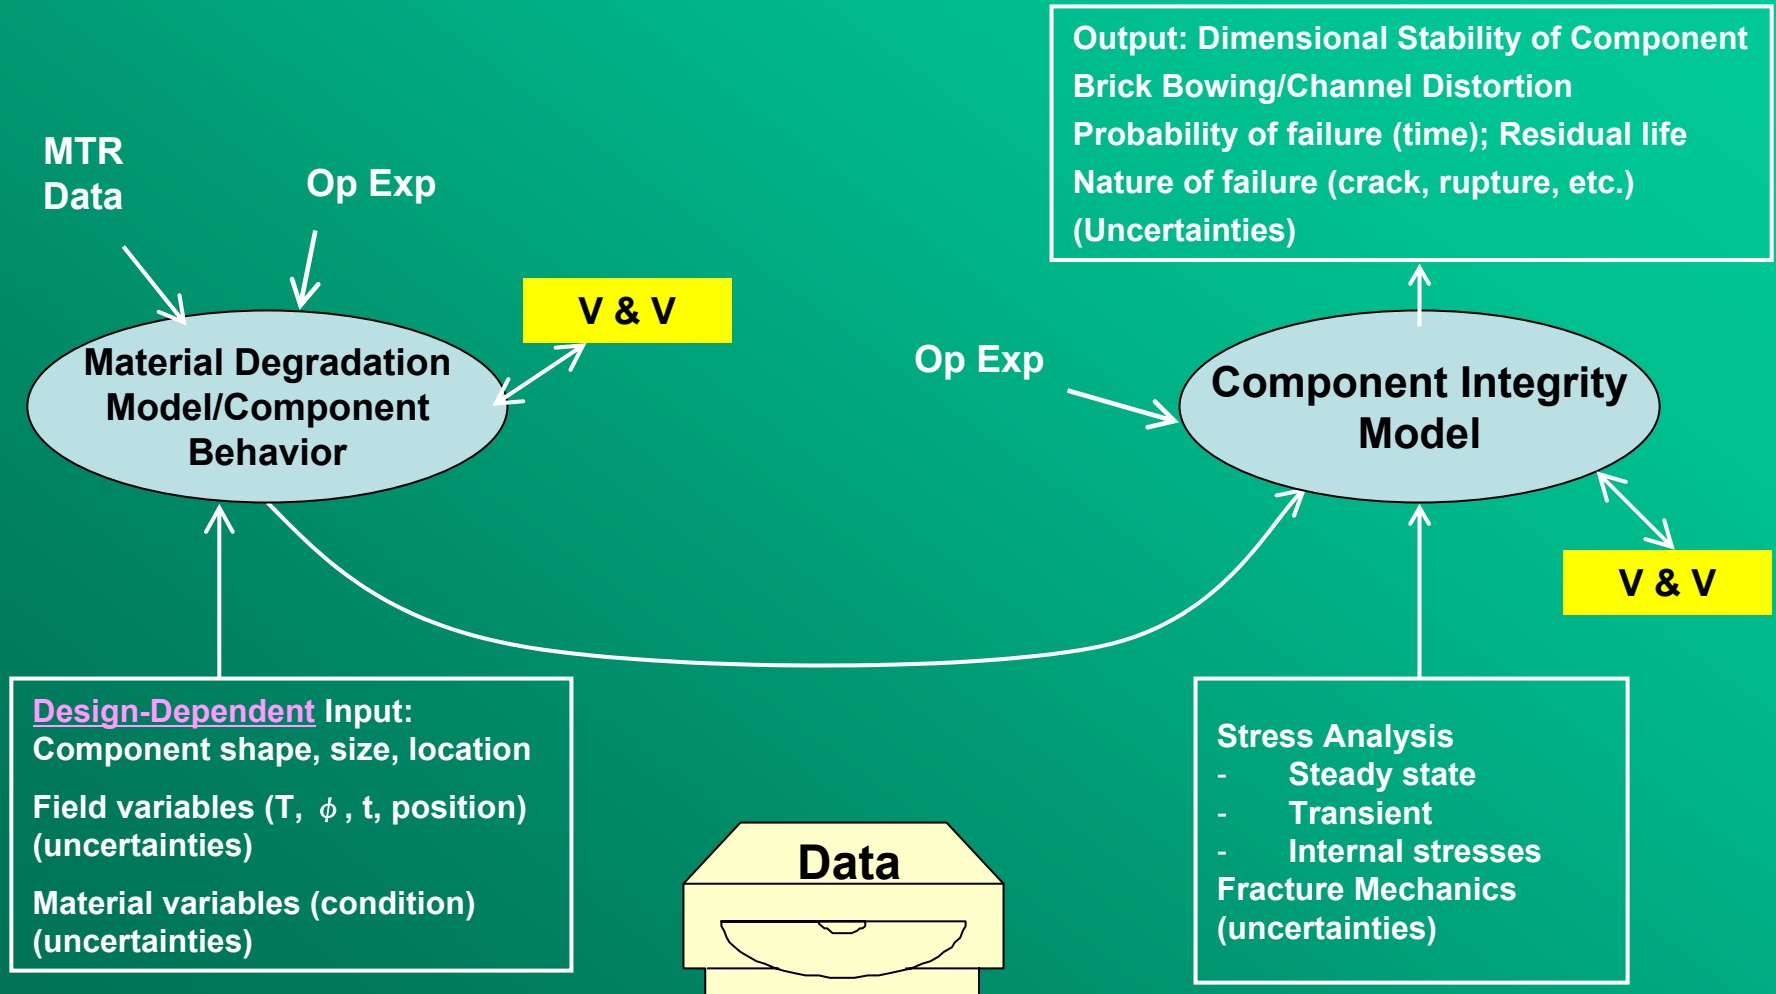 Output: Dimensional Stability of Component
Brick Bowing/Channel Distortion
Probability of failure (time); Residual life
Nature of failure (crack, rupture, etc.)
(Uncertainties)
MTR
Data
Op Exp
V & V
Material Degradation
Model/Component
Behavior
Op Exp
Component Integrity
Model
V & V
Design-Dependent Input:
Component shape, size, location
Field variables (T, ϕ, t, position)
(uncertainties)
Material variables (condition)
(uncertainties)
Data
Stress Analysis
- Steady state
- Transient
- Internal stresses
Fracture Mechanics
(uncertainties)